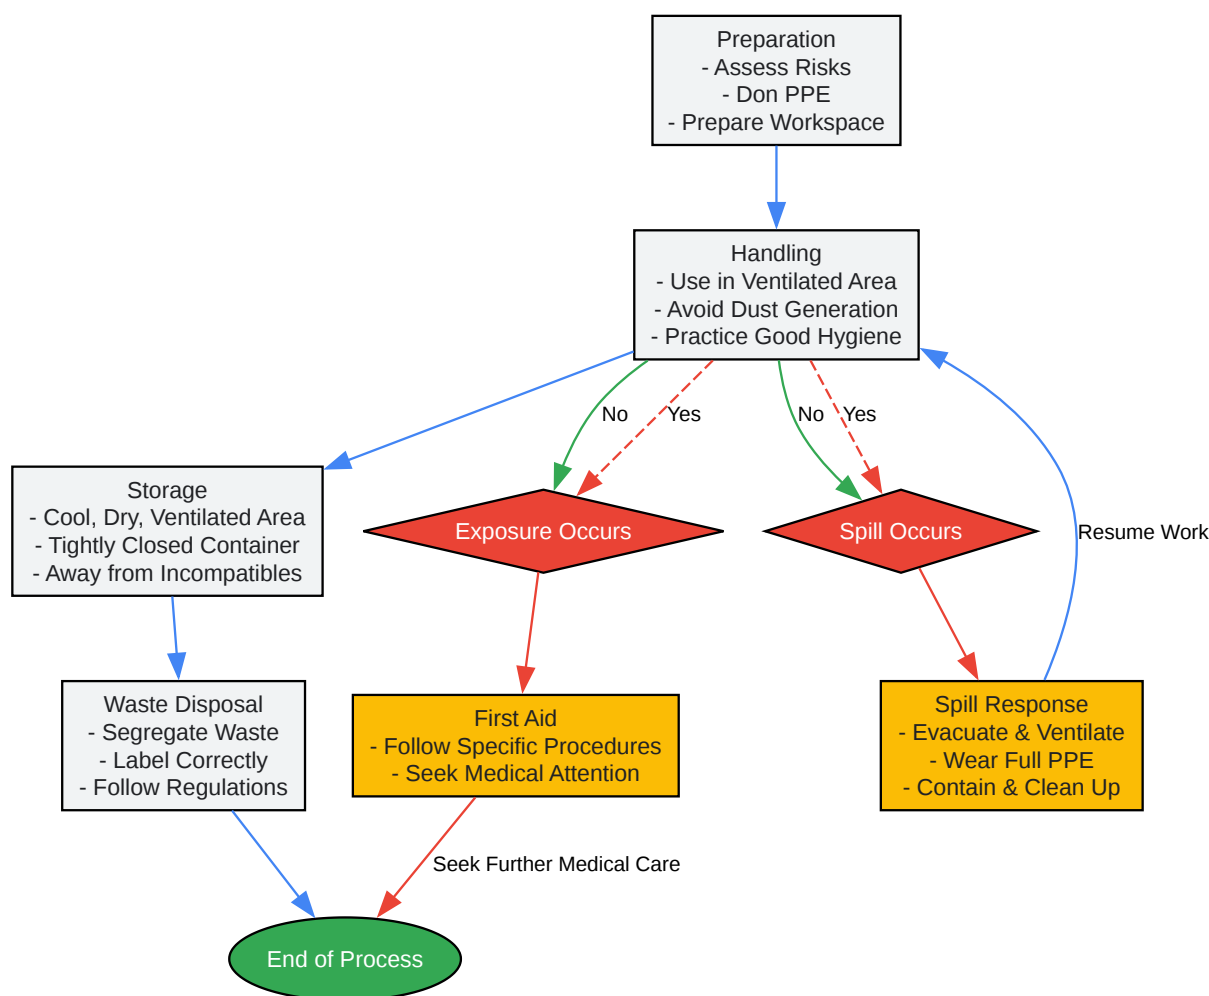 Preparation
- Assess Risks
- Don PPE
- Prepare Workspace
Handling
- Use in Ventilated Area
- Avoid Dust Generation
- Practice Good Hygiene
No
Yes
No
Yes
Storage
- Cool, Dry, Ventilated Area
- Tightly Closed Container
- Away from Incompatibles
Exposure Occurs
Spill Occurs
Resume Work
Waste Disposal
- Segregate Waste
- Label Correctly
- Follow Regulations
First Aid
- Follow Specific Procedures
- Seek Medical Attention
Spill Response
- Evacuate & Ventilate
- Wear Full PPE
- Contain & Clean Up
Seek Further Medical Care
End of Process